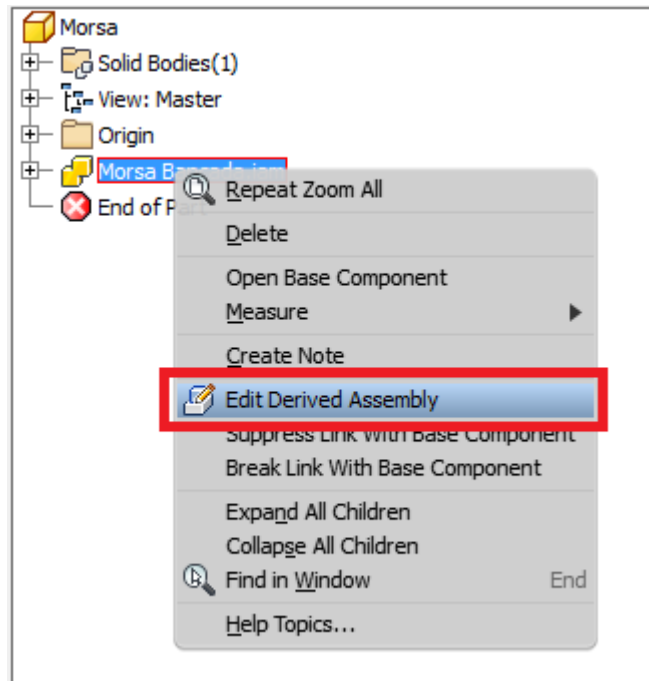 Morsa
Solid Bodies(1)
View: Master
Origin
Morsa
End of
Repeat Zoom All
Delete
Open Base Component
Measure
Create Note
Edit Derived Assembly
Suppress Link With Base Component
Break Link With Base Component
Expand All Children
Collapse All Children
Find in Window End
Help Topics...